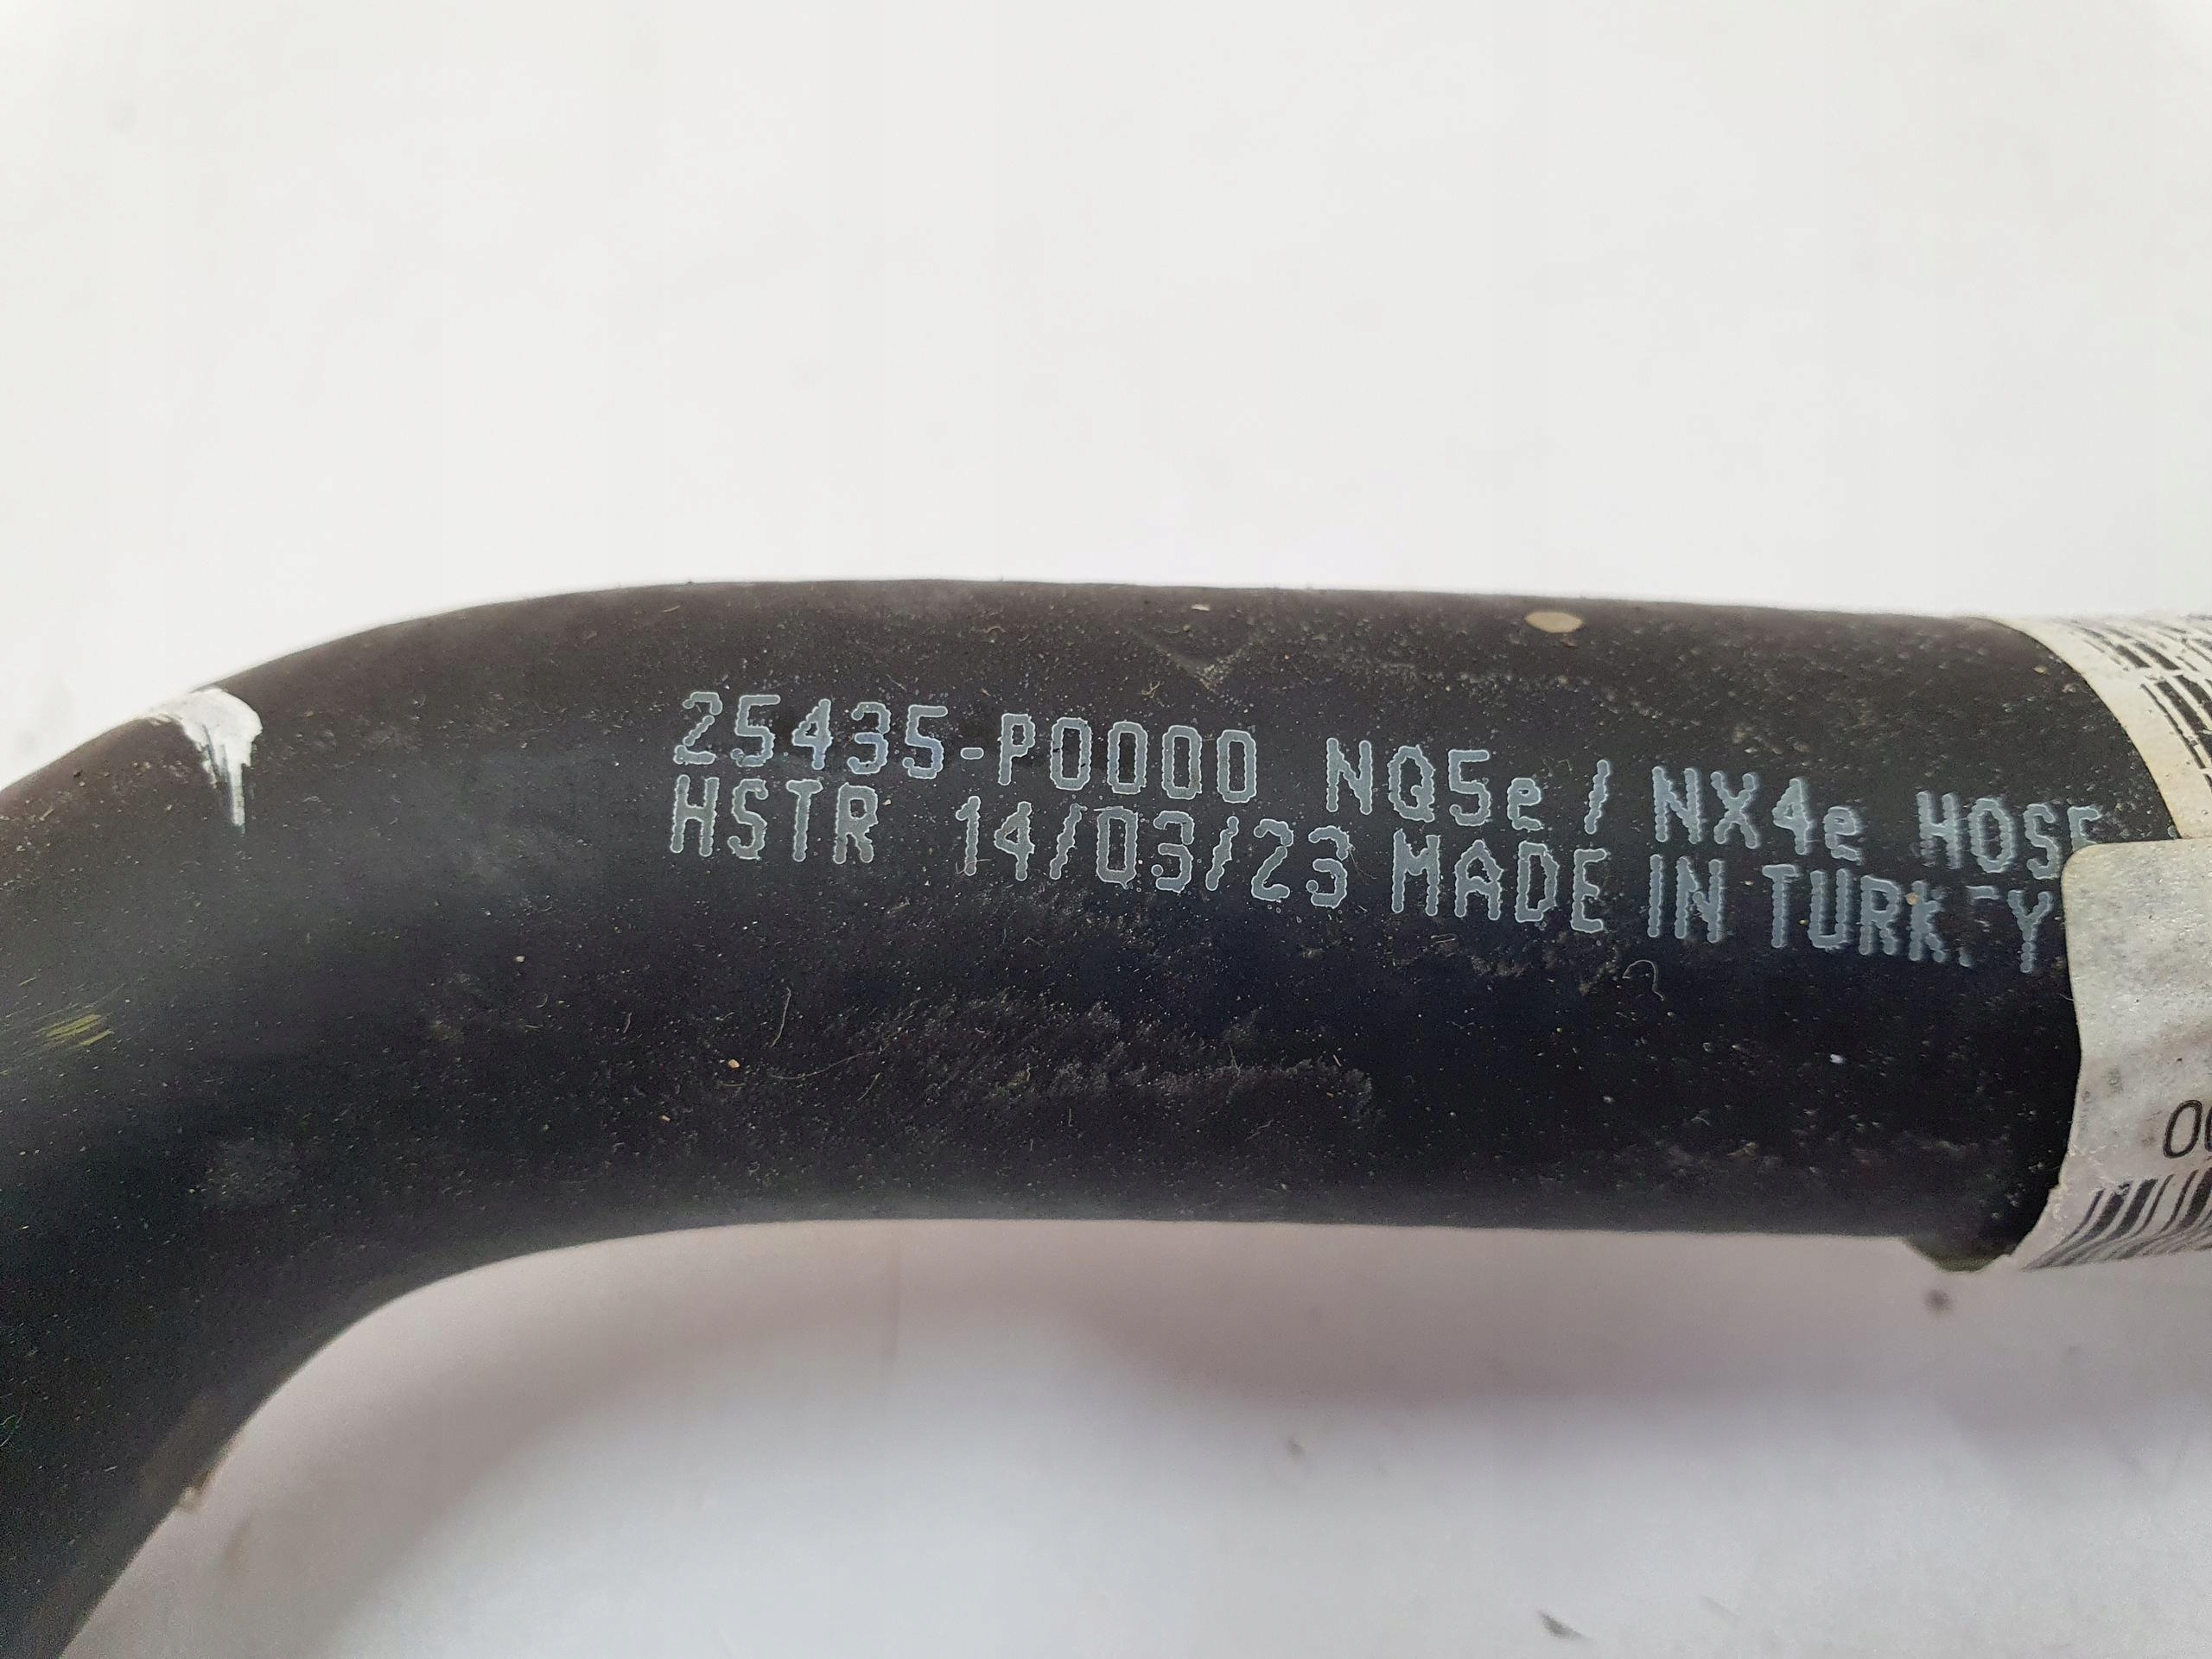 25435-P0000 NQ5e / NX4e HOSE
HSTR 14/03/23 MADE IN TURKEY